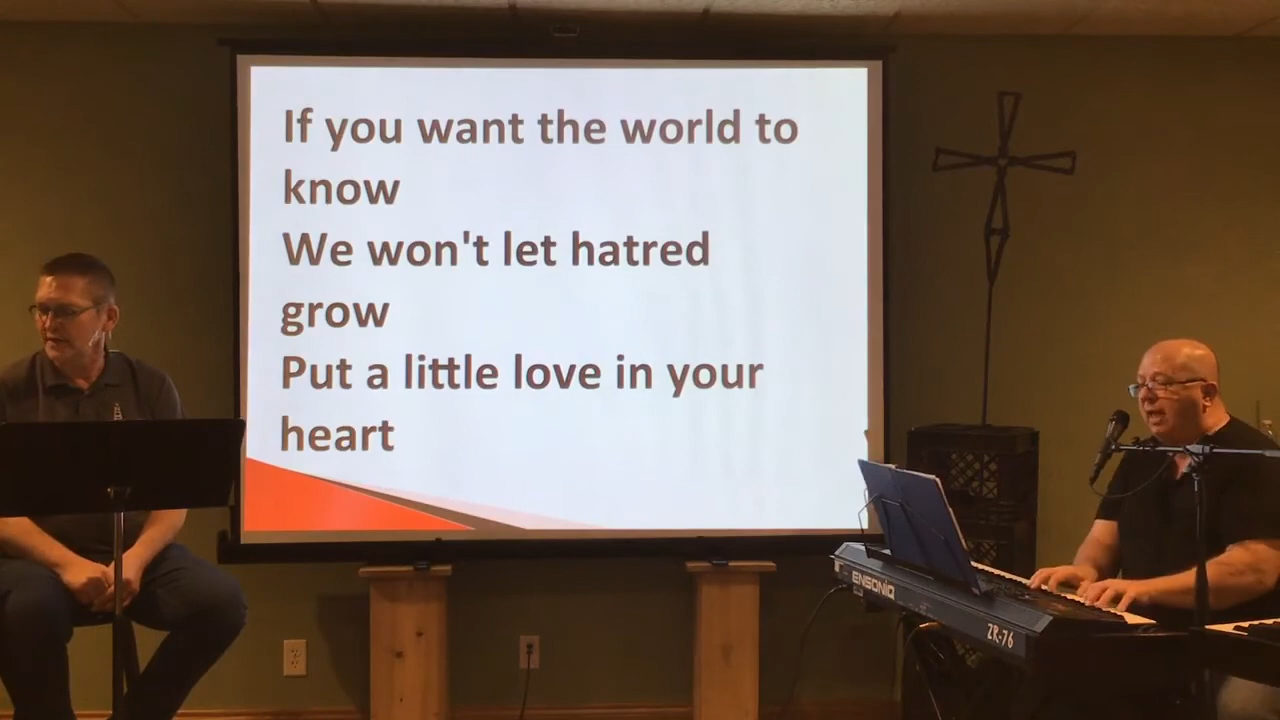 If you want the world to
know
We won't let hatred
grow
Put a little love in your
heart
ENSONIQ
ZR-76